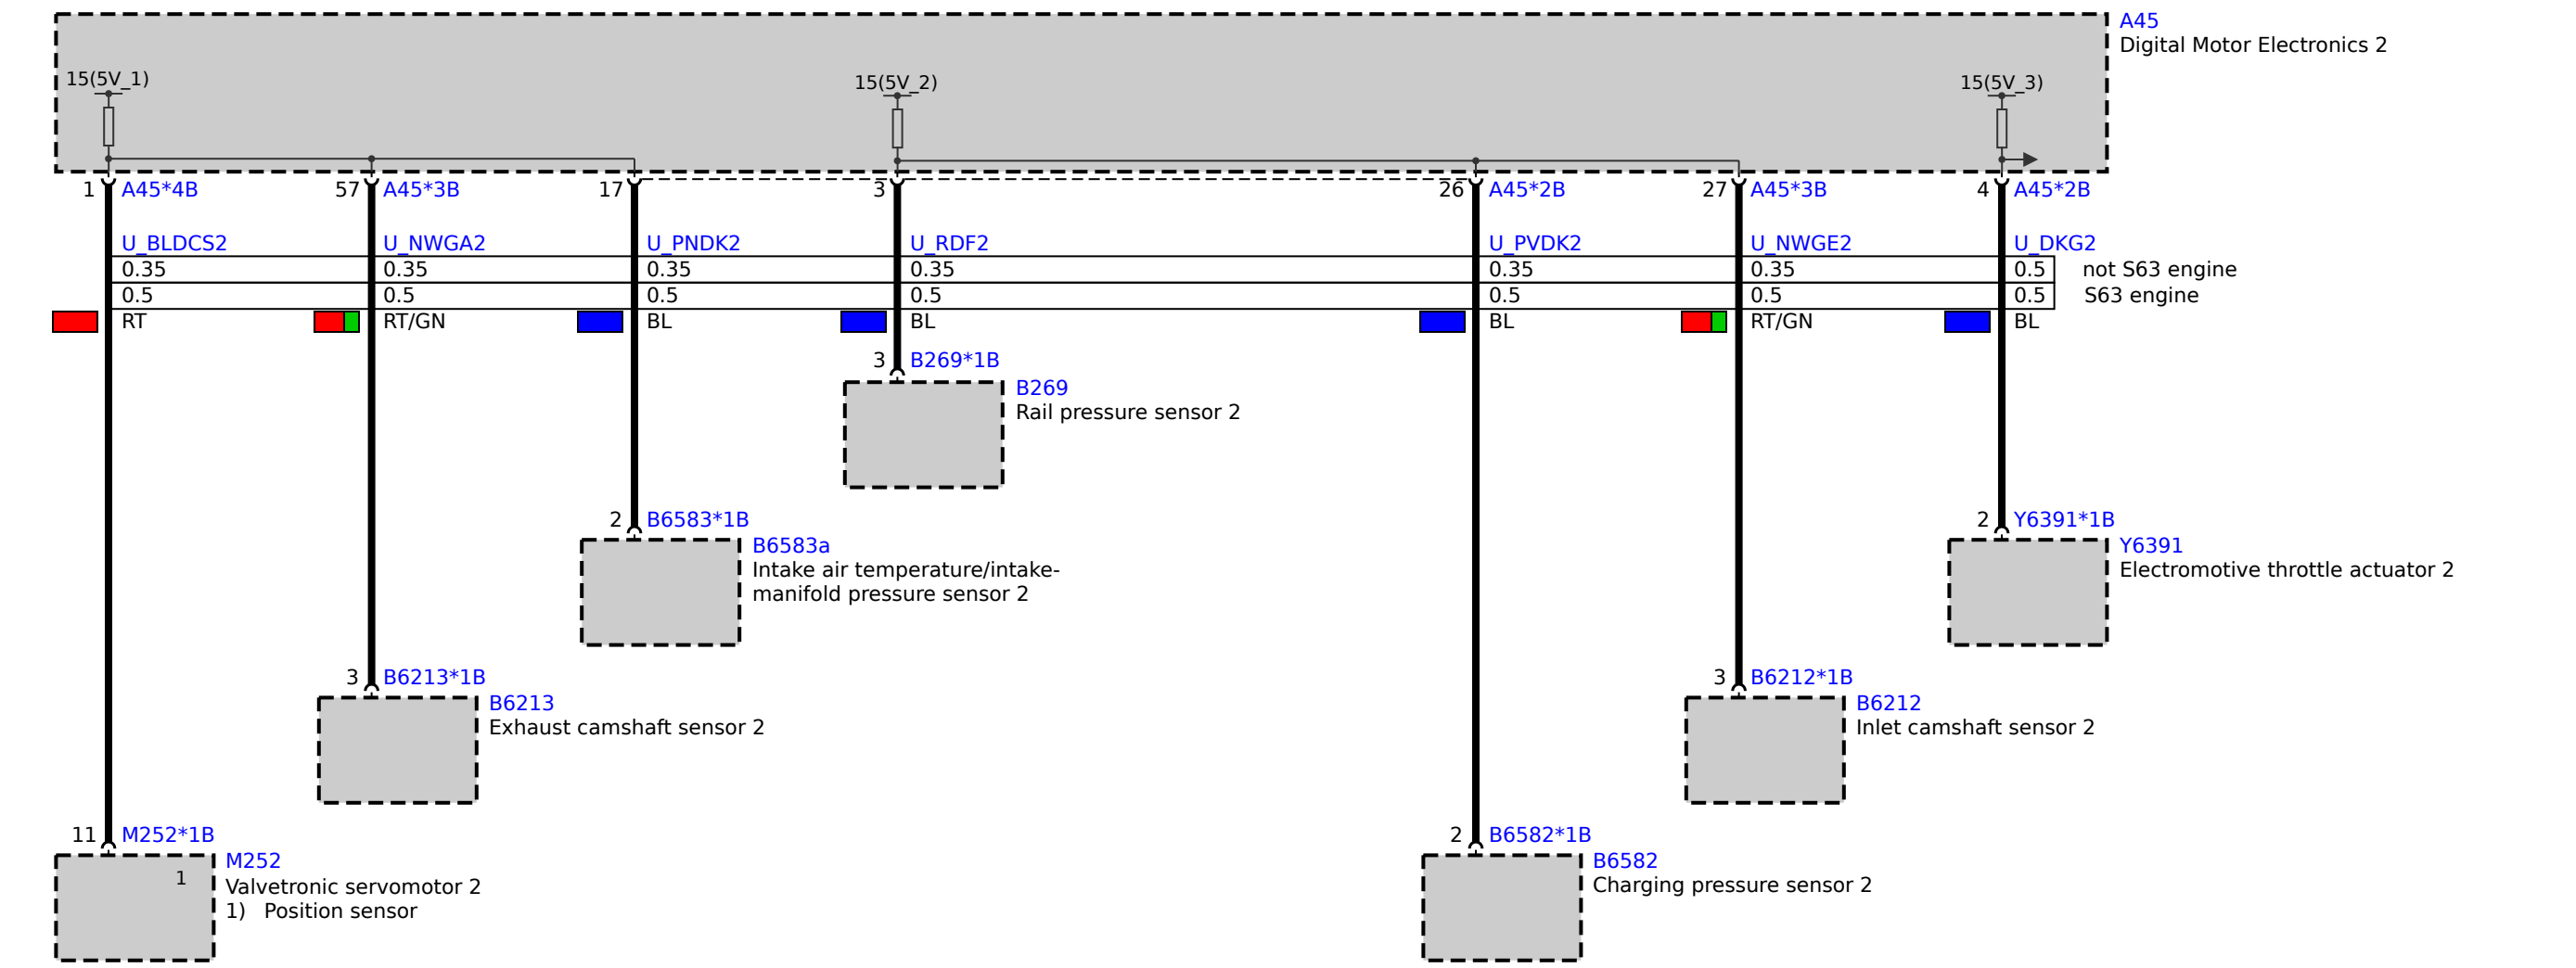 A45
Digital Motor Electronics 2
15(5V_1)
15(5V_2)
15(5V_3)
1 A45*4B
57 A45*3B
17
3
26 A45*2B
27 A45*3B
4 A45*2B
U_BLDCS2 U_NWGA2 U_PNDK2 U_RDF2 U_PVDK2 U_NWGE2 U_DKG2
0.35 0.35 0.35 0.35 0.35 0.35 0.5 not S63 engine
0.5 0.5 0.5 0.5 0.5 0.5 0.5 S63 engine
RT RT/GN BL BL BL RT/GN BL
3 B269*1B
B269
Rail pressure sensor 2
2 B6583*1B
B6583a
Intake air temperature/intake-
manifold pressure sensor 2
2 Y6391*1B
Y6391
Electromotive throttle actuator 2
3 B6213*1B
B6213
Exhaust camshaft sensor 2
3 B6212*1B
B6212
Inlet camshaft sensor 2
11 M252*1B
M252
1
Valvetronic servomotor 2
1) Position sensor
2 B6582*1B
B6582
Charging pressure sensor 2